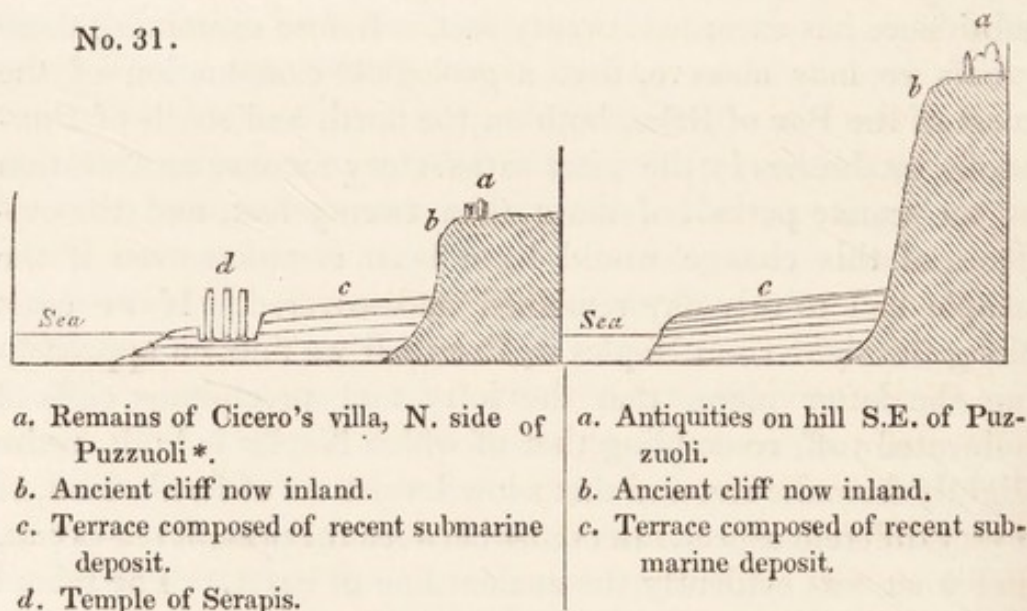 No. 31.
a
b
d
c
Sea
a
b
c
Sea
a. Remains of Cicero's villa, N. side of
Puzzuoli *.
b. Ancient cliff now inland.
c. Terrace composed of recent submarine
deposit.
d. Temple of Serapis.
a. Antiquities on hill S.E. of Puz-
zuoli.
b. Ancient cliff now inland.
c. Terrace composed of recent sub-
marine deposit.